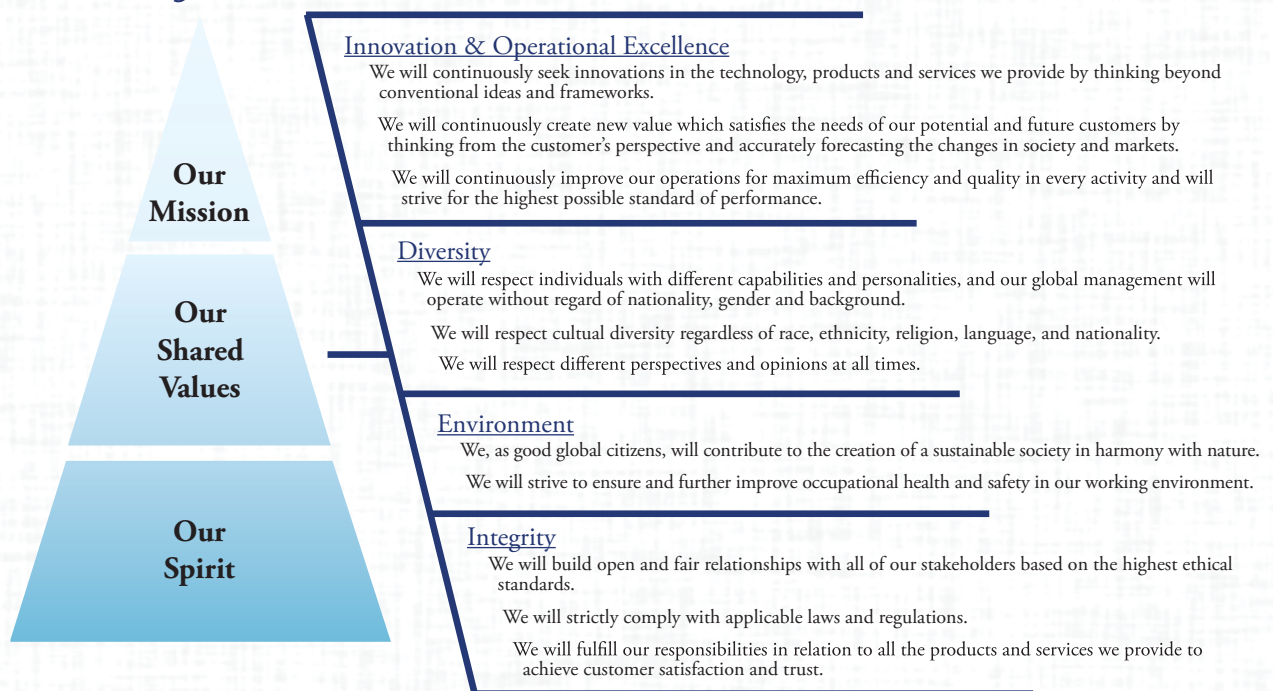 Our
Mission
Our
Shared
Values
Our
Spirit
Innovation & Operational Excellence
We will continuously seek innovations in the technology, products and services we provide by thinking beyond
conventional ideas and frameworks.
We will continuously create new value which satisfies the needs of our potential and future customers by
thinking from the customer’s perspective and accurately forecasting the changes in society and markets.
We will continuously improve our operations for maximum efficiency and quality in every activity and will
strive for the highest possible standard of performance.
Diversity
We will respect individuals with different capabilities and personalities, and our global management will
operate without regard of nationality, gender and background.
We will respect cultual diversity regardless of race, ethnicity, religion, language, and nationality.
We will respect different perspectives and opinions at all times.
Environment
We, as good global citizens, will contribute to the creation of a sustainable society in harmony with nature.
We will strive to ensure and further improve occupational health and safety in our working environment.
Integrity
We will build open and fair relationships with all of our stakeholders based on the highest ethical
standards.
We will strictly comply with applicable laws and regulations.
We will fulfill our responsibilities in relation to all the products and services we provide to
achieve customer satisfaction and trust.